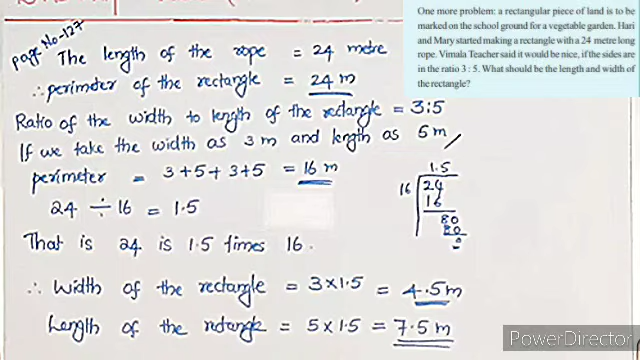 One more problem: a rectangular piece of land is to be
marked on the school ground for a vegetable garden. Hari
and Mary started making a rectangle with a 24 metre long
rope. Vimala Teacher said it would be nice, if the sides are
in the ratio 3 : 5. What should be the length and width of
the rectangle?
Page No-127
The length of the rope = 24 metre
∴ perimeter of the rectangle = 24 m
Ratio of the width to length of the rectangle = 3:5
If we take the width as 3 m and length as 5 m,
perimeter = 3+5+3+5 = 16 m
24 ÷ 16 = 1.5
1.5
16 24
16
80
80
0
That is 24 is 1.5 times 16.
∴ Width of the rectangle = 3 × 1.5 = 4.5 m
Length of the rectangle = 5 × 1.5 = 7.5 m
PowerDirector